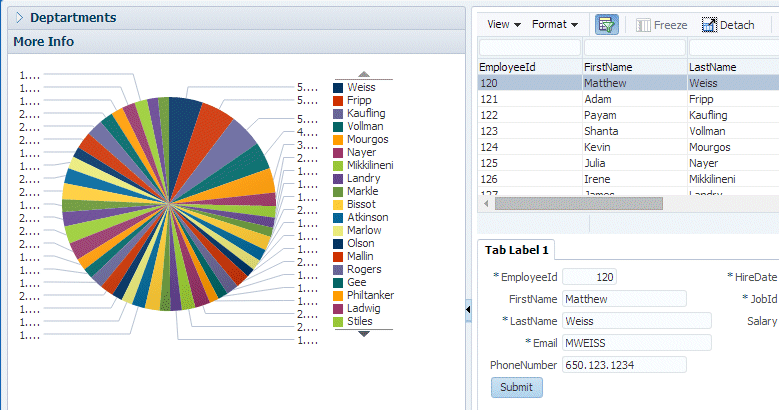 Deptartments
More Info
1....
1....
1....
2....
2....
2....
1....
1....
2....
2....
1....
2....
2....
2....
1....
1....
2....
1....
1....
1....
5....
5....
5....
4....
3....
2....
1....
1....
1....
2....
1....
1....
1....
1....
1....
1....
1....
2....
2....
1....
Weiss
Fripp
Kaufling
Vollman
Mourgos
Nayer
Mikkilineni
Landry
Markle
Bissot
Atkinson
Marlow
Olson
Mallin
Rogers
Gee
Philtanker
Ladwig
Stiles
View Format Freeze Detach
EmployeeId FirstName LastName
120 Matthew Weiss
121 Adam Fripp
122 Payam Kaufling
123 Shanta Vollman
124 Kevin Mourgos
125 Julia Nayer
126 Irene Mikkilineni
127 James Landry
Tab Label 1
* EmployeeId 120 * HireDate
FirstName Matthew * JobId
* LastName Weiss Salary
* Email MWEISS
PhoneNumber 650.123.1234
Submit